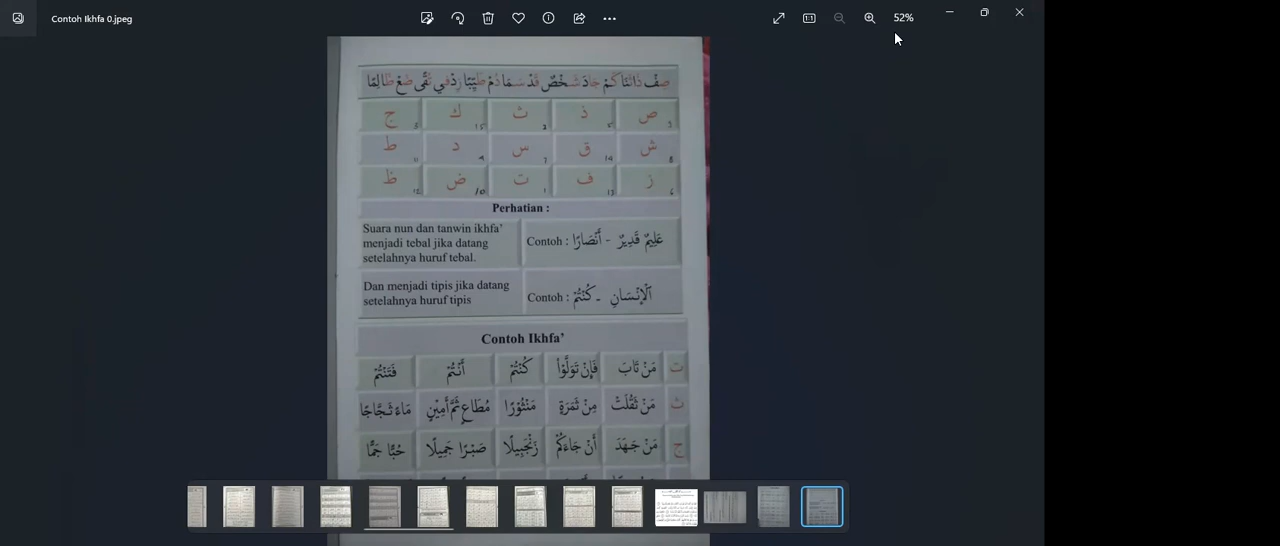 Contoh Ikhfa 0.jpeg
52%
صِفْ ذَا ثَنَا كَمْ جَادَ شَخْصٌ قَدْ سَمَا دُمْ طَيِّبًا زِدْ فِي تُقًى ضَعْ ظَالِمًا
ص ذ ث ك ج
ش ق س د ط
ز ف ت ض ظ
Perhatian :
Suara nun dan tanwin ikhfa'
menjadi tebal jika datang
setelahnya huruf tebal.
Contoh : عَلِيمٌ قَدِيرٌ - أَنْصَارًا
Dan menjadi tipis jika datang
setelahnya huruf tipis
Contoh : ٱلْإِنْسَانِ - كُنْتُمْ
Contoh Ikhfa'
ت مَنْ تَابَ فَإِنْ تَوَلَّوْا۟ كُنْتُمْ أَنْتُمْ فَتَنْتُمْ
ث مَنْ ثَقُلَتْ مِنْ ثَمَرَةٍ مَنْثُورًا مُطَاعٍ ثَمَّ أَمِينٍ مَاءً ثَجَّاجًا
ج مَنْ جَهَدَ أَنْ جَاءَكُمْ زَنْجَبِيلًا صَبْرًا جَمِيلًا حُبًّا جَمًّا